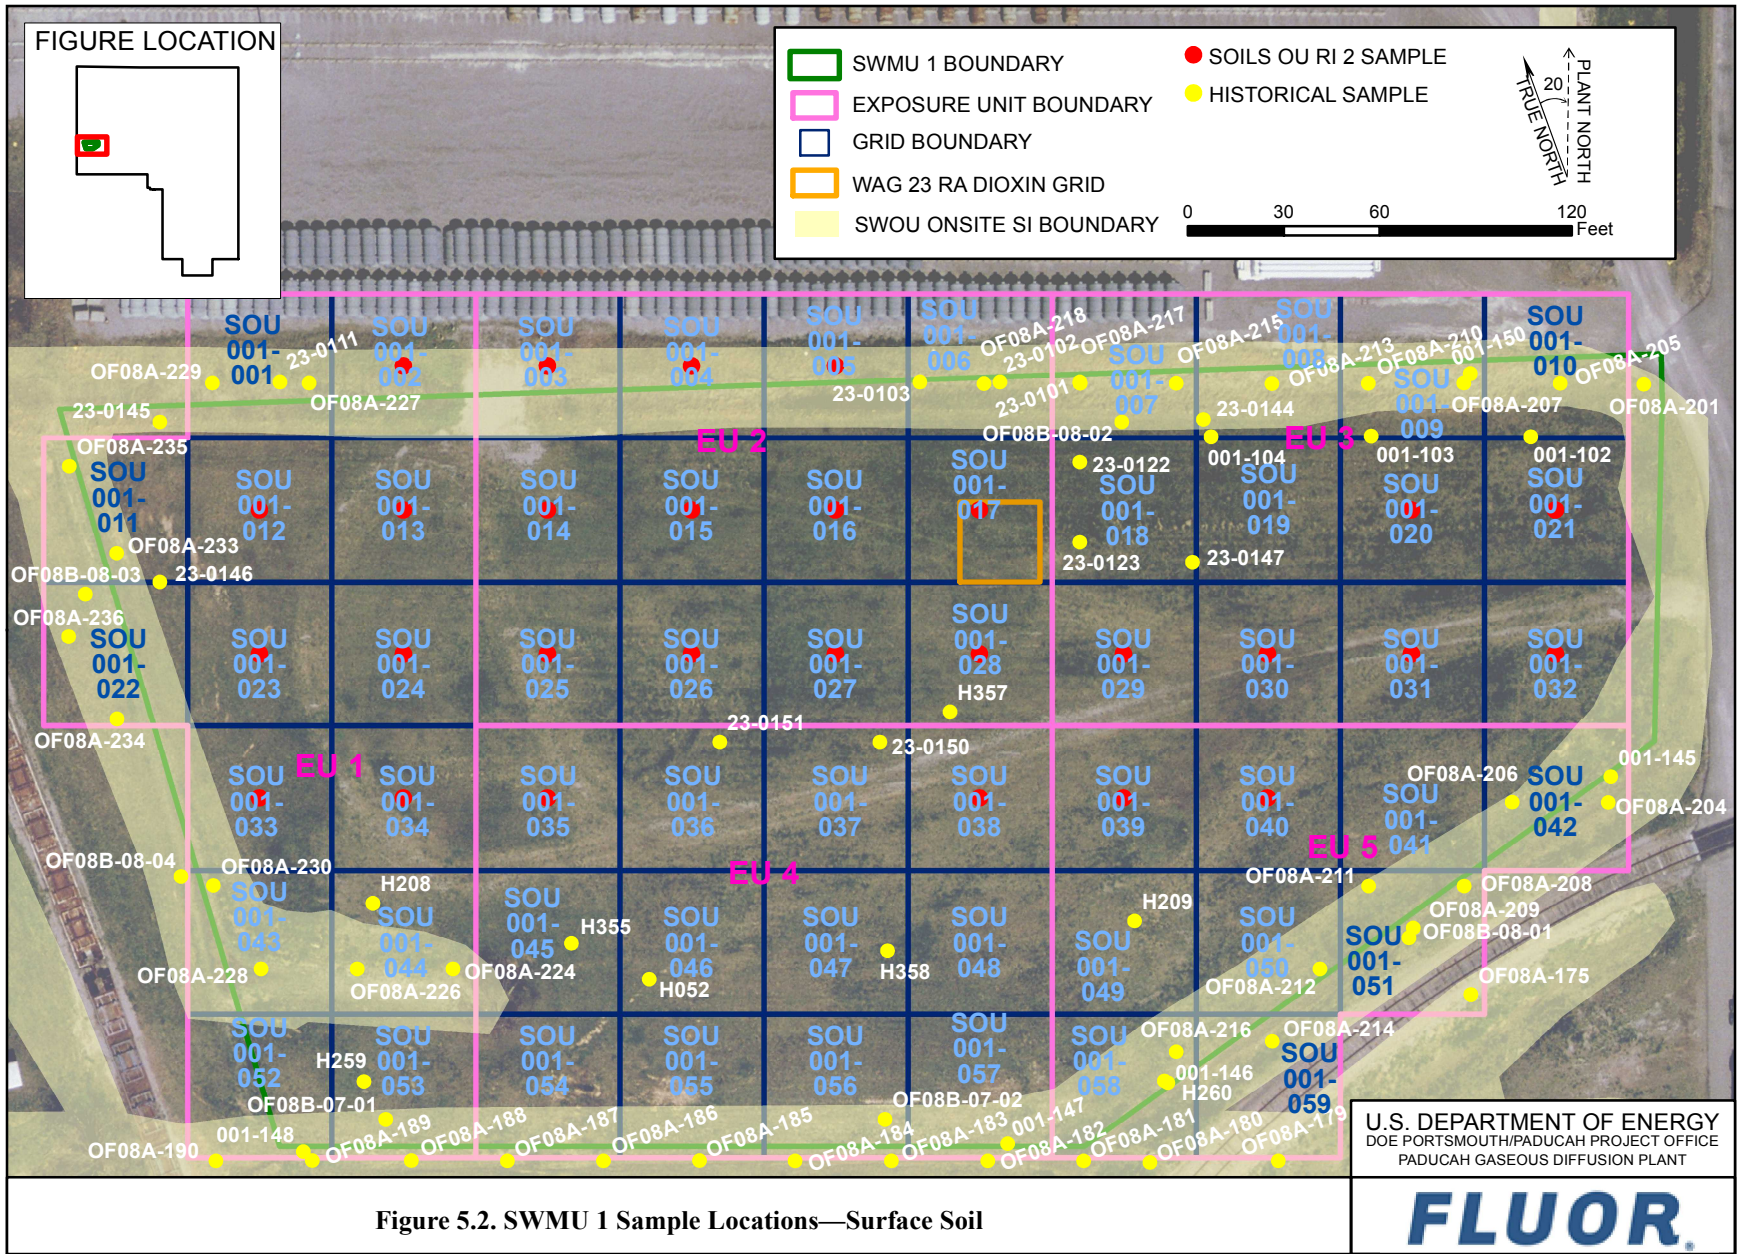 FIGURE LOCATION
SWMU 1 BOUNDARY
EXPOSURE UNIT BOUNDARY
GRID BOUNDARY
WAG 23 RA DIOXIN GRID
SWOU ONSITE SI BOUNDARY
SOILS OU RI 2 SAMPLE
HISTORICAL SAMPLE
20
TRUE NORTH
PLANT NORTH
0 30 60 120
Feet
SOU
001-
001
SOU
001-
002
SOU
001-
003
SOU
001-
004
SOU
001-
005
SOU
001-
006
SOU
001-
007
SOU
001-
008
SOU
001-
009
SOU
001-
010
OF08A-229
23-0111
OF08A-227
23-0145
23-0103
OF08A-218
23-0102
OF08A-217
23-0101
OF08A-215
OF08A-213
OF08A-210
001-150
OF08A-205
OF08A-207
OF08A-201
OF08B-08-02
23-0144
001-104
001-103
001-102
EU 2
EU 3
OF08A-235
SOU
001-
011
SOU
001-
012
SOU
001-
013
SOU
001-
014
SOU
001-
015
SOU
001-
016
SOU
001-
017
SOU
001-
018
SOU
001-
019
SOU
001-
020
SOU
001-
021
23-0122
23-0123
23-0147
OF08A-233
OF08B-08-03
23-0146
OF08A-236
SOU
001-
022
SOU
001-
023
SOU
001-
024
SOU
001-
025
SOU
001-
026
SOU
001-
027
SOU
001-
028
SOU
001-
029
SOU
001-
030
SOU
001-
031
SOU
001-
032
H357
OF08A-234
23-0151
23-0150
EU 1
SOU
001-
033
SOU
001-
034
SOU
001-
035
SOU
001-
036
SOU
001-
037
SOU
001-
038
SOU
001-
039
SOU
001-
040
SOU
001-
041
SOU
001-
042
OF08A-206
001-145
OF08A-204
EU 4
EU 5
OF08B-08-04
OF08A-230
H208
SOU
001-
043
SOU
001-
044
SOU
001-
045
SOU
001-
046
SOU
001-
047
SOU
001-
048
SOU
001-
049
SOU
001-
050
SOU
001-
051
H355
H052
H358
H209
OF08A-211
OF08A-208
OF08A-209
OF08B-08-01
OF08A-212
OF08A-175
OF08A-228
OF08A-226
OF08A-224
SOU
001-
052
SOU
001-
053
SOU
001-
054
SOU
001-
055
SOU
001-
056
SOU
001-
057
SOU
001-
058
SOU
001-
059
H259
OF08A-216
OF08A-214
001-146
H260
OF08B-07-01
OF08B-07-02
001-148
OF08A-190
OF08A-189
OF08A-188
OF08A-187
OF08A-186
OF08A-185
OF08A-184
OF08A-183
001-147
OF08A-182
OF08A-181
OF08A-180
OF08A-179
U.S. DEPARTMENT OF ENERGY
DOE PORTSMOUTH/PADUCAH PROJECT OFFICE
PADUCAH GASEOUS DIFFUSION PLANT
FLUOR®
Figure 5.2. SWMU 1 Sample Locations—Surface Soil